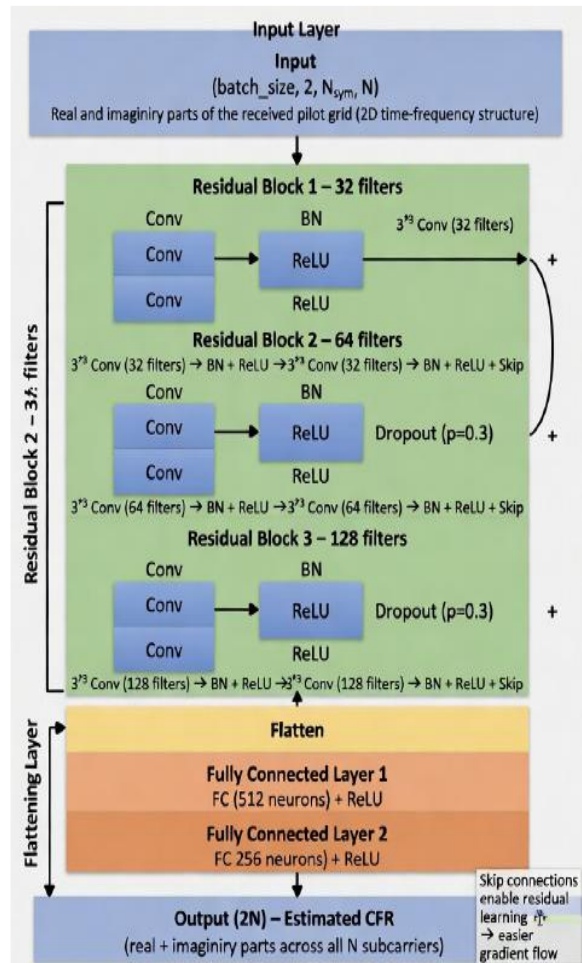 Input Layer
Input
(batch_size, 2, Nsym, N)
Real and imaginiry parts of the received pilot grid (2D time-frequency structure)
Residual Block 1 – 32 filters
Conv
BN
3*3 Conv (32 filters)
Conv
ReLU
+
Conv
ReLU
Residual Block 2 – 64 filters
3*3 Conv (32 filters) → BN + ReLU →3*3 Conv (32 filters) → BN + ReLU + Skip
Conv
BN
Conv
ReLU
Dropout (p=0.3)
+
Conv
ReLU
3*3 Conv (64 filters) → BN + ReLU →3*3 Conv (64 filters) → BN + ReLU + Skip
Residual Block 3 – 128 filters
Conv
BN
Conv
ReLU
Dropout (p=0.3)
+
Conv
ReLU
3*3 Conv (128 filters) → BN + ReLU →3*3 Conv (128 filters) → BN + ReLU + Skip
Residual Block 2 – filters
Flatten
Fully Connected Layer 1
FC (512 neurons) + ReLU
Fully Connected Layer 2
FC 256 neurons) + ReLU
Flattening Layer
Output (2N) – Estimated CFR
(real + imaginiry parts across all N subcarriers)
Skip connections
enable residual
learning
→ easier
gradient flow